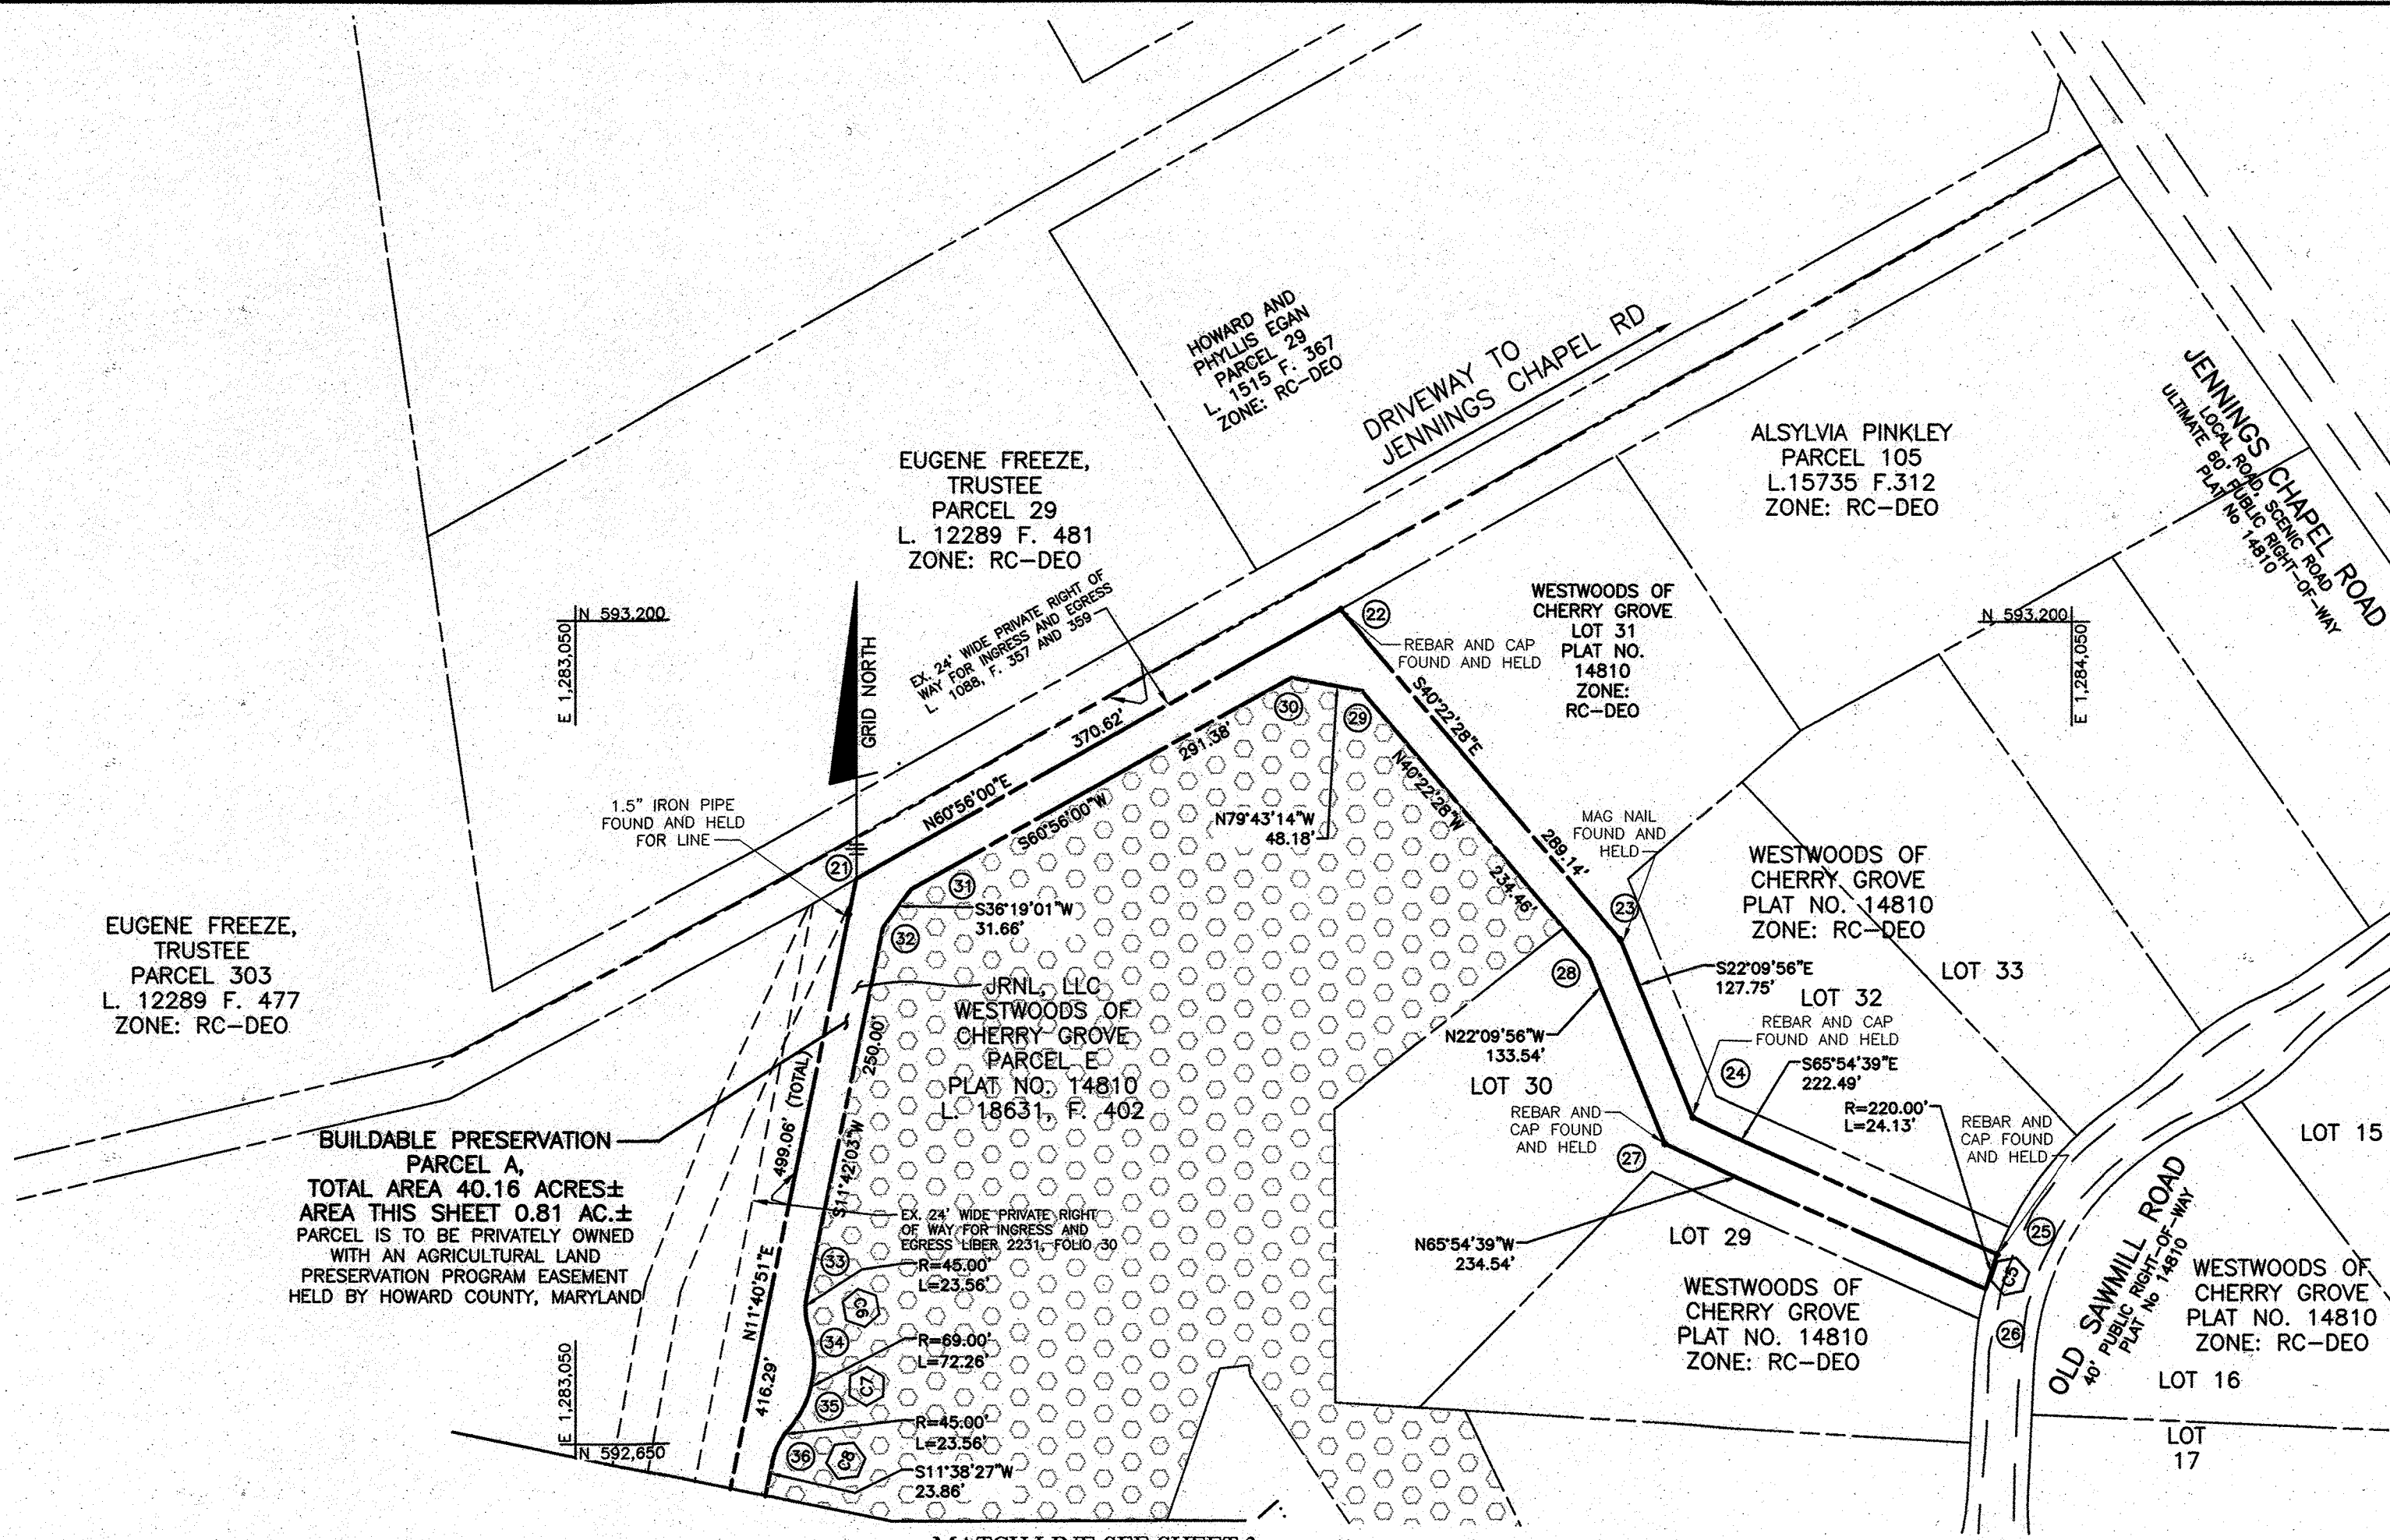 HOWARD AND
PHYLLIS EGAN
PARCEL 29
L. 1515 F. 367
ZONE: RC-DEO
DRIVEWAY TO
JENNINGS CHAPEL RD
ALSYLVIA PINKLEY
PARCEL 105
L.15735 F.312
ZONE: RC-DEO
JENNINGS CHAPEL ROAD
LOCAL ROAD, SCENIC ROAD
ULTIMATE 60' PUBLIC RIGHT-OF-WAY
PLAT No 14810
EUGENE FREEZE,
TRUSTEE
PARCEL 29
L. 12289 F. 481
ZONE: RC-DEO
EX. 24' WIDE PRIVATE RIGHT OF
WAY FOR INGRESS AND EGRESS
L. 1088, F. 357 AND 359
N 593,200
E 1,283,050
GRID NORTH
22
REBAR AND CAP
FOUND AND HELD
WESTWOODS OF
CHERRY GROVE
LOT 31
PLAT NO.
14810
ZONE:
RC-DEO
N 593,200
E 1,284,050
370.62'
N60°56'00"E
291.38'
S60°56'00"W
30
29
S40°22'28"E
289.14'
N40°22'28"W
234.46'
N79°43'14"W
48.18'
1.5" IRON PIPE
FOUND AND HELD
FOR LINE
21
31
S36°19'01"W
31.66'
32
MAG NAIL
FOUND AND
HELD
23
WESTWOODS OF
CHERRY GROVE
PLAT NO. 14810
ZONE: RC-DEO
LOT 33
EUGENE FREEZE,
TRUSTEE
PARCEL 303
L. 12289 F. 477
ZONE: RC-DEO
JRNL, LLC
WESTWOODS OF
CHERRY GROVE
PARCEL E
PLAT NO. 14810
L. 18631, F. 402
28
S22°09'56"E
127.75'
LOT 32
REBAR AND CAP
FOUND AND HELD
N22°09'56"W
133.54'
LOT 30
24
S65°54'39"E
222.49'
R=220.00'
L=24.13'
REBAR AND
CAP FOUND
AND HELD
REBAR AND
CAP FOUND
AND HELD
27
LOT 15
250.00'
S11°42'03"W
499.06' (TOTAL)
N11°40'51"E
416.29'
BUILDABLE PRESERVATION
PARCEL A,
TOTAL AREA 40.16 ACRES±
AREA THIS SHEET 0.81 AC.±
PARCEL IS TO BE PRIVATELY OWNED
WITH AN AGRICULTURAL LAND
PRESERVATION PROGRAM EASEMENT
HELD BY HOWARD COUNTY, MARYLAND
EX. 24' WIDE PRIVATE RIGHT
OF WAY FOR INGRESS AND
EGRESS LIBER 2231, FOLIO 30
33
R=45.00'
L=23.56'
C6
34
R=69.00'
L=72.26'
C7
35
R=45.00'
L=23.56'
36
C8
S11°38'27"W
23.86'
N65°54'39"W
234.54'
LOT 29
WESTWOODS OF
CHERRY GROVE
PLAT NO. 14810
ZONE: RC-DEO
25
C5
26
OLD SAWMILL ROAD
40' PUBLIC RIGHT-OF-WAY
PLAT No 14810
WESTWOODS OF
CHERRY GROVE
PLAT NO. 14810
ZONE: RC-DEO
LOT 16
LOT
17
E 1,283,050
N 592,650
MATCH LINE SEE SHEET